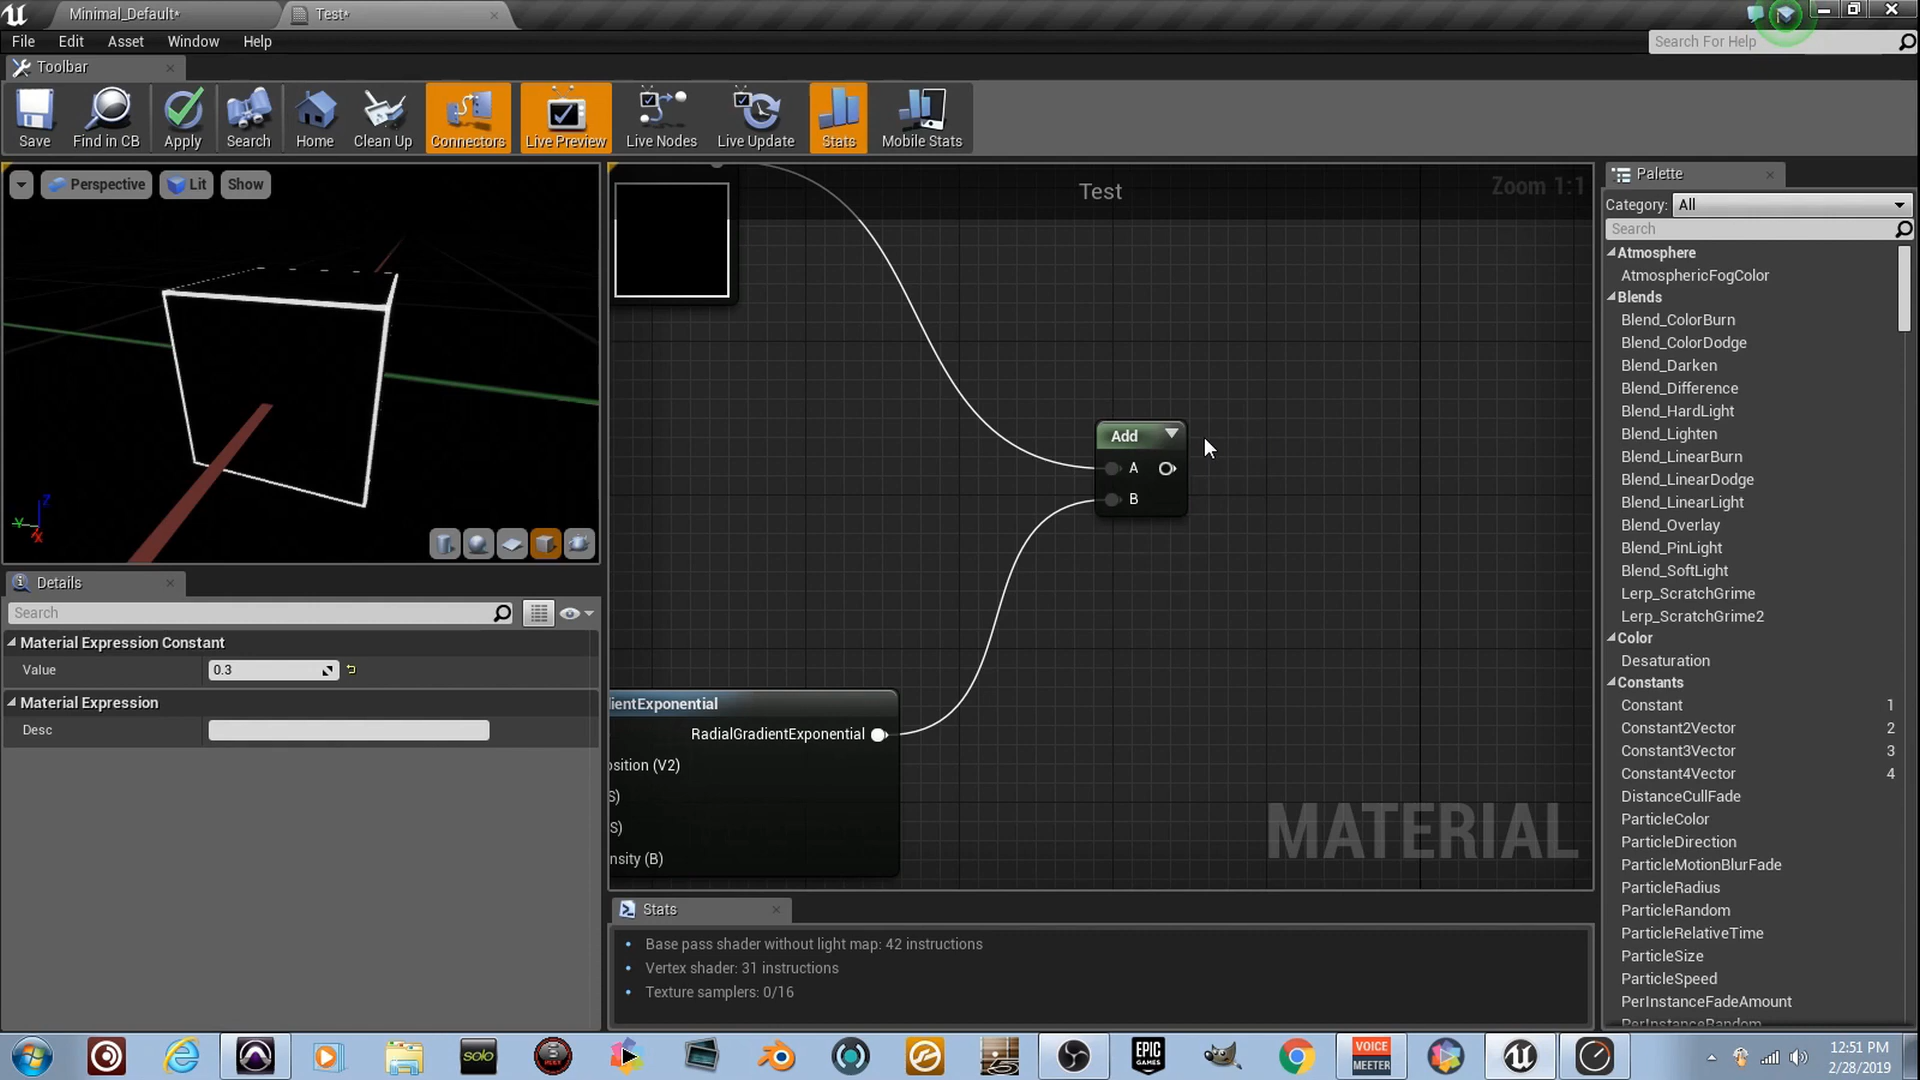 Minimal_Default*
Test*
File Edit Asset Window Help
Search For Help
Toolbar
Save
Find in CB
Apply
Search
Home
Clean Up
Connectors
Live Preview
Live Nodes
Live Update
Stats
Mobile Stats
Perspective
Lit
Show
Z
Y
X
Details
Search
Material Expression Constant
Value 0.3
Material Expression
Desc
Test
Zoom 1:1
Add
A
B
ientExponential
RadialGradientExponential
osition (V2)
S)
S)
nsity (B)
MATERIAL
Stats
Base pass shader without light map: 42 instructions
Vertex shader: 31 instructions
Texture samplers: 0/16
Palette
Category: All
Search
Atmosphere
AtmosphericFogColor
Blends
Blend_ColorBurn
Blend_ColorDodge
Blend_Darken
Blend_Difference
Blend_HardLight
Blend_Lighten
Blend_LinearBurn
Blend_LinearDodge
Blend_LinearLight
Blend_Overlay
Blend_PinLight
Blend_SoftLight
Lerp_ScratchGrime
Lerp_ScratchGrime2
Color
Desaturation
Constants
Constant 1
Constant2Vector 2
Constant3Vector 3
Constant4Vector 4
DistanceCullFade
ParticleColor
ParticleDirection
ParticleMotionBlurFade
ParticleRadius
ParticleRandom
ParticleRelativeTime
ParticleSize
ParticleSpeed
PerInstanceFadeAmount
PerInstanceRandom
solo
EPIC
GAMES
VOICE
MEETER
12:51 PM
2/28/2019